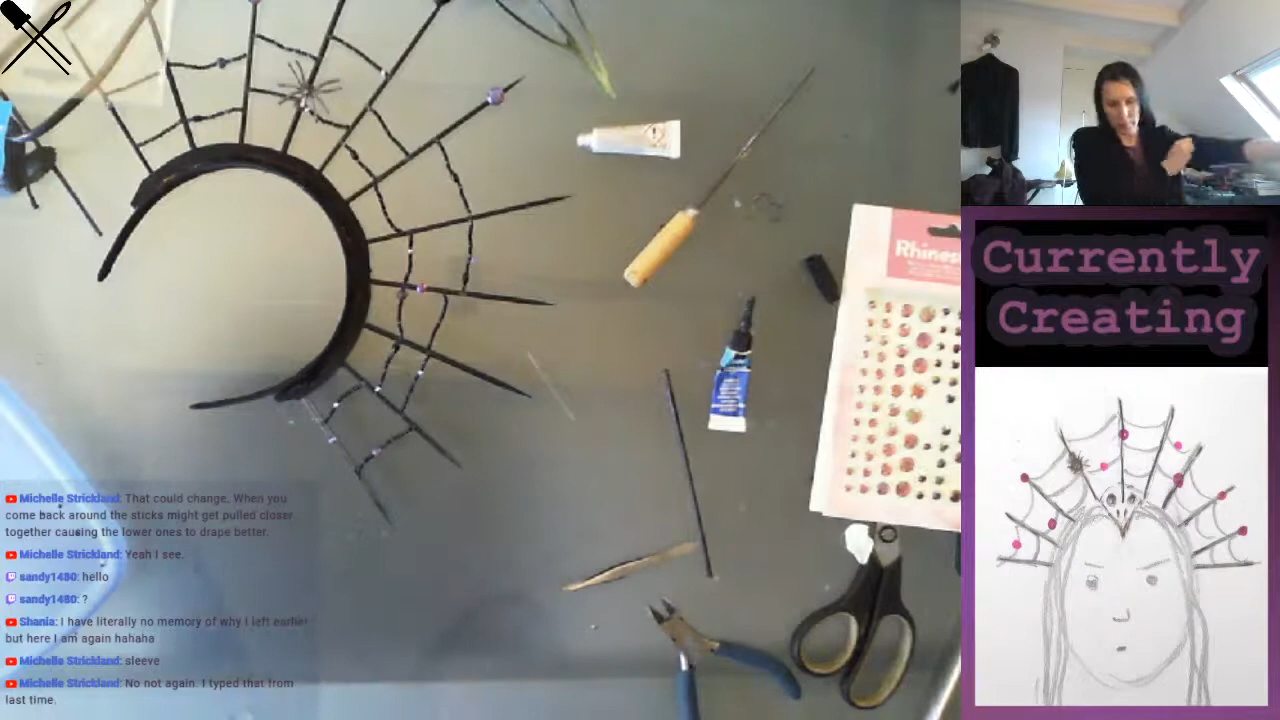 Rhines
Currently
Creating
Michelle Strickland: That could change. When you
come back around the sticks might get pulled closer
together causing the lower ones to drape better.
Michelle Strickland: Yeah I see.
sandy1480: hello
sandy1480: ?
Shania: I have literally no memory of why I left earlier
but here I am again hahaha
Michelle Strickland: sleeve
Michelle Strickland: No not again. I typed that from
last time.